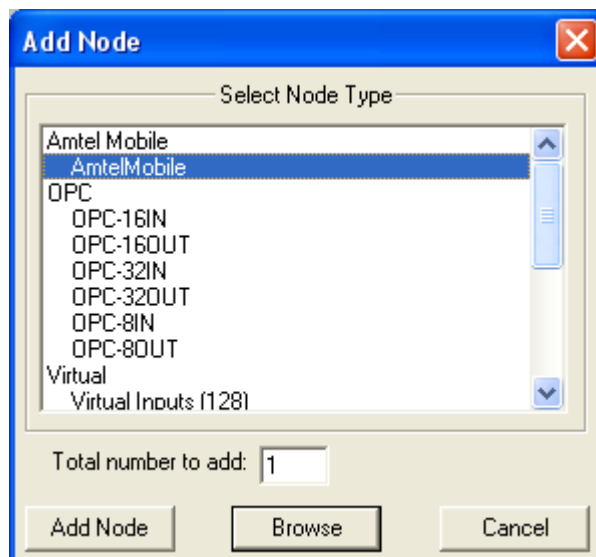 Add Node
Select Node Type
Amtel Mobile
AmtelMobile
OPC
OPC-16IN
OPC-16OUT
OPC-32IN
OPC-32OUT
OPC-8IN
OPC-8OUT
Virtual
Virtual Inputs (128)
Total number to add: 1
Add Node Browse Cancel